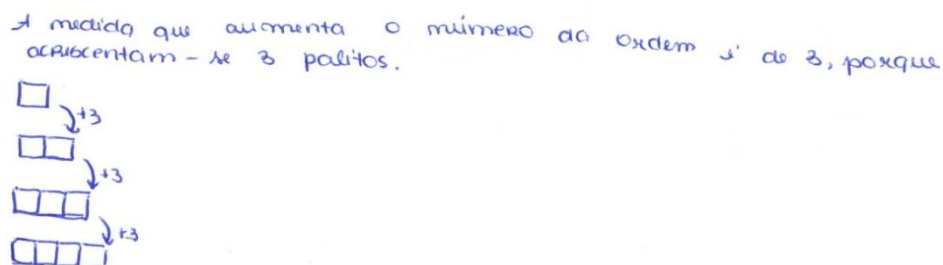 A medida que aumenta o número da ordem é de 3, porque
acrescentam-se 3 palitos.
+3
+3
+3